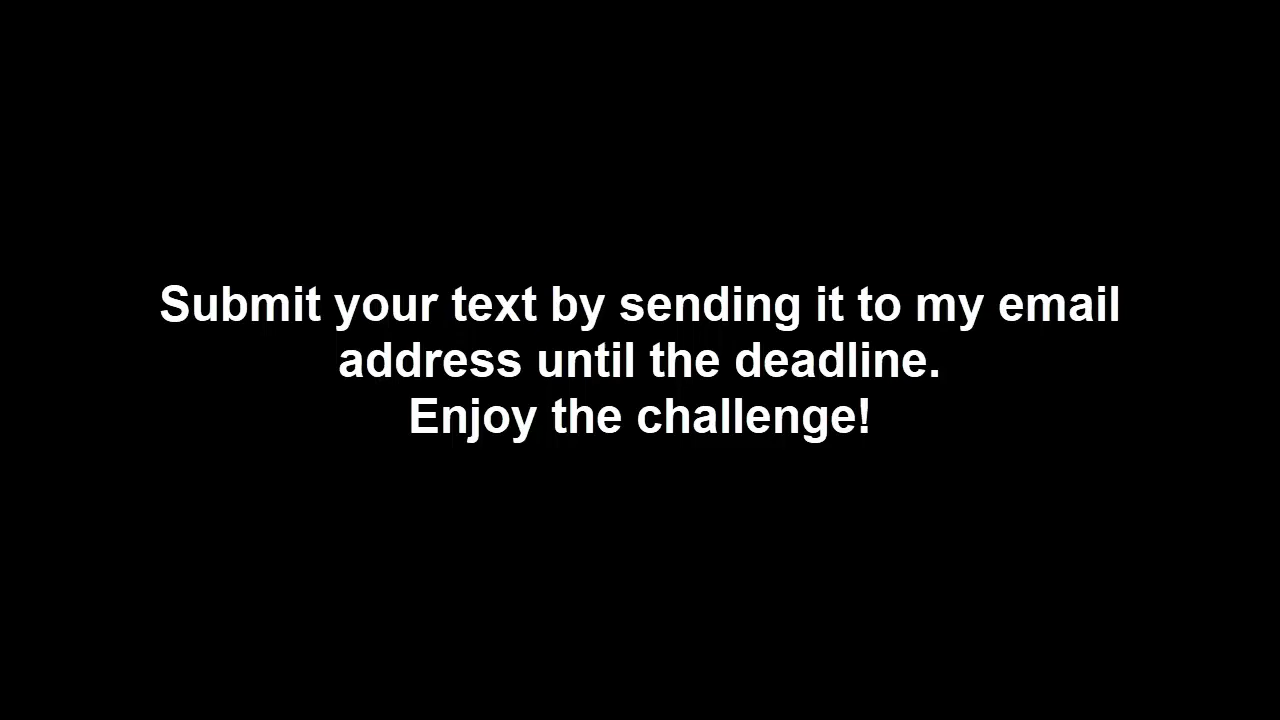 Submit your text by sending it to my email
address until the deadline.
Enjoy the challenge!